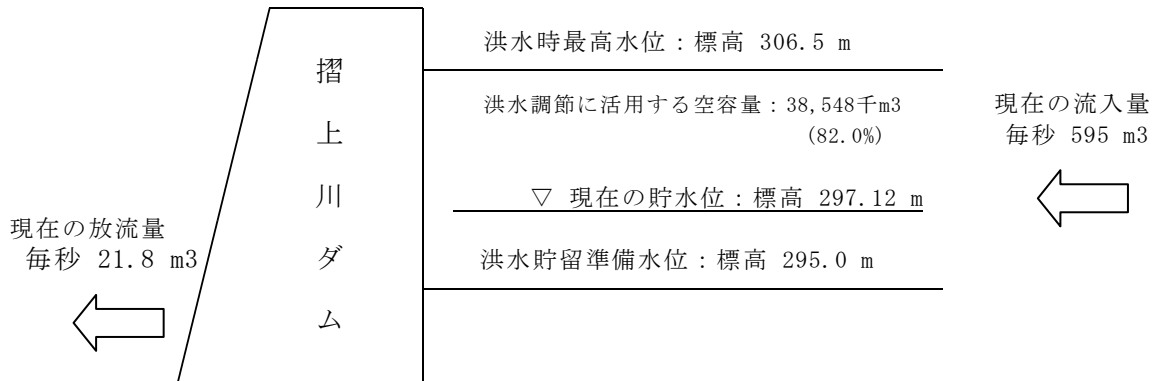 洪水時最高水位：標高 306.5 m
摺上川ダム
洪水調節に活用する空容量：38,548千m3
(82.0%)
現在の流入量
毎秒 595 m3
▽ 現在の貯水位：標高 297.12 m
現在の放流量
毎秒 21.8 m3
洪水貯留準備水位：標高 295.0 m